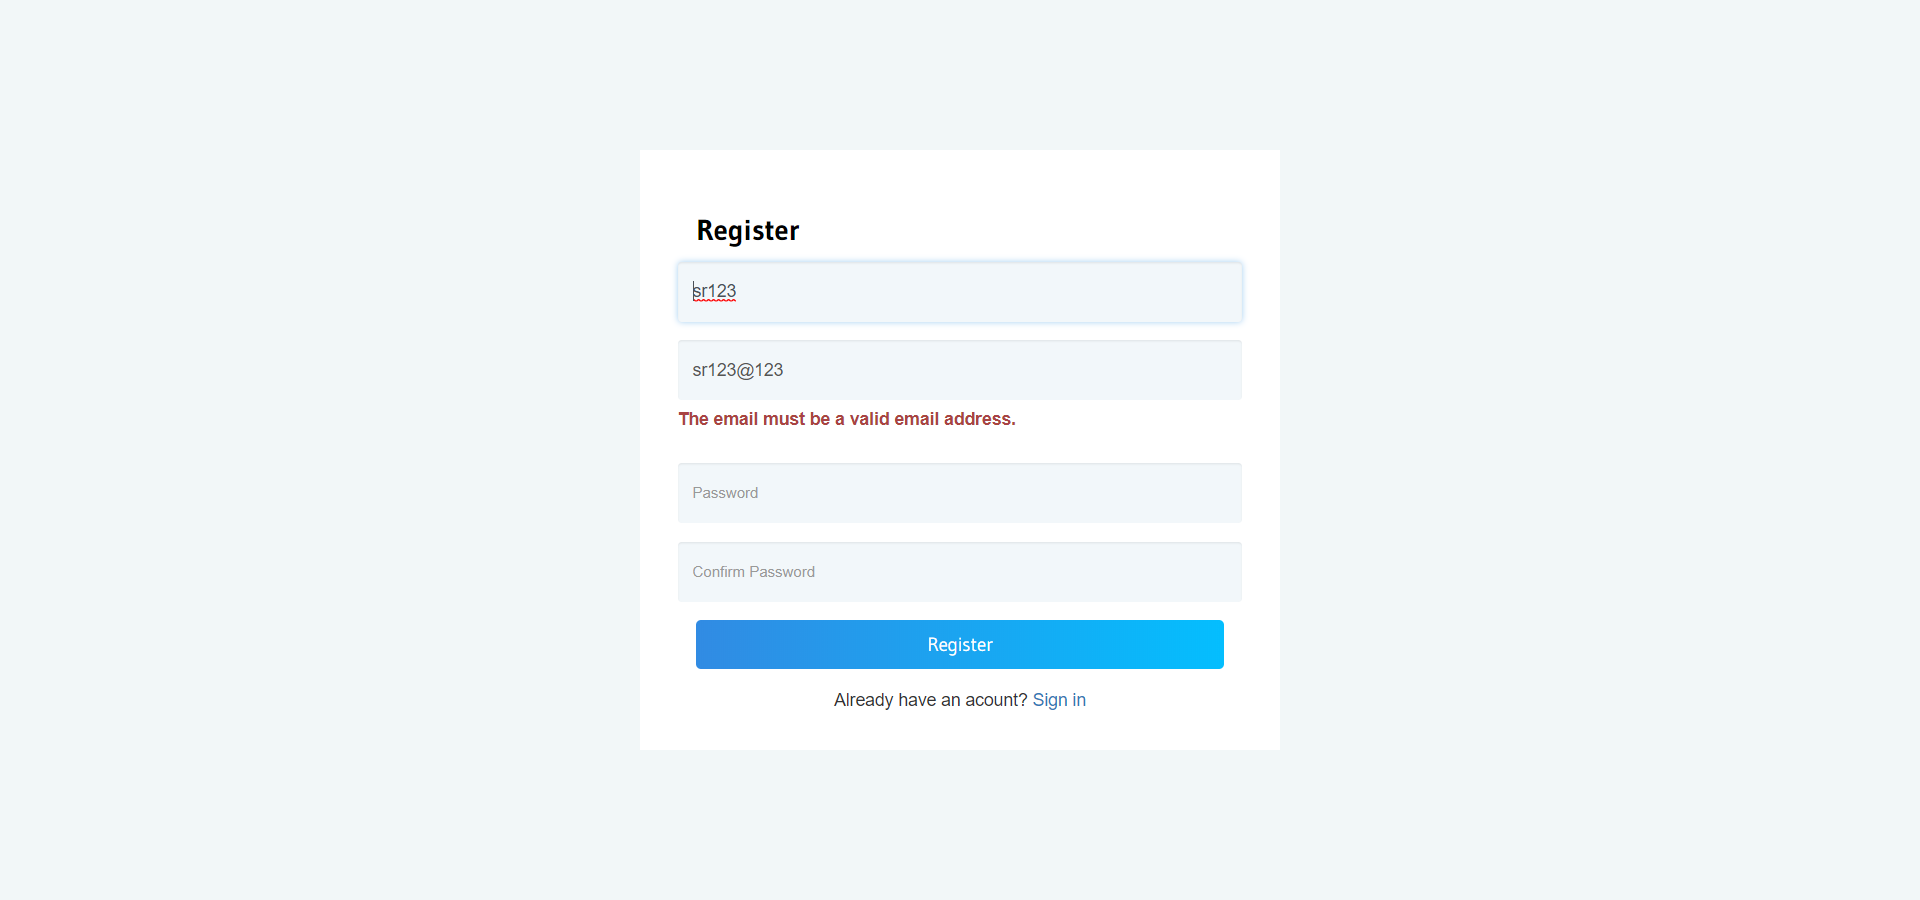 Register
sr123
sr123@123
The email must be a valid email address.
Password
Confirm Password
Register
Already have an acount? Sign in